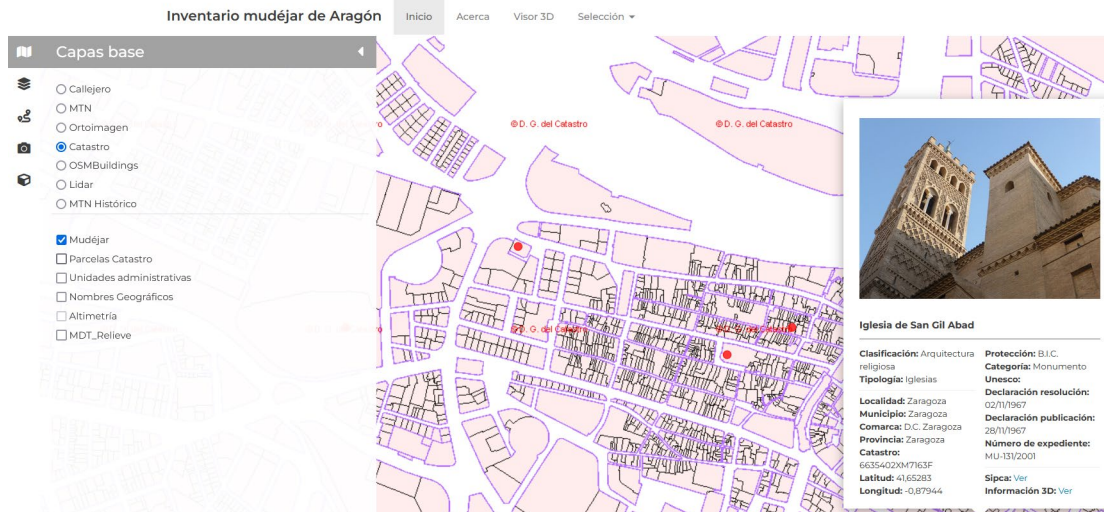 Inventario mudéjar de Aragón
Inicio
Acerca
Visor 3D
Selección
Capas base
Callejero
MTN
Ortoimagen
Catastro
OSMBuildings
Lidar
MTN Histórico
Mudéjar
Parcelas Catastro
Unidades administrativas
Nombres Geográficos
Altimetría
MDT_Relieve
© D. G. del Catastro
© D. G. del Catastro
Iglesia de San Gil Abad
Clasificación: Arquitectura
religiosa
Tipología: Iglesias
Localidad: Zaragoza
Municipio: Zaragoza
Comarca: D.C. Zaragoza
Provincia: Zaragoza
Catastro:
6635402XM7163F
Latitud: 41,65283
Longitud: -0,87944
Protección: B.I.C.
Categoría: Monumento
Unesco:
Declaración resolución:
02/11/1967
Declaración publicación:
28/11/1967
Número de expediente:
MU-131/2001
Sipca: Ver
Información 3D: Ver